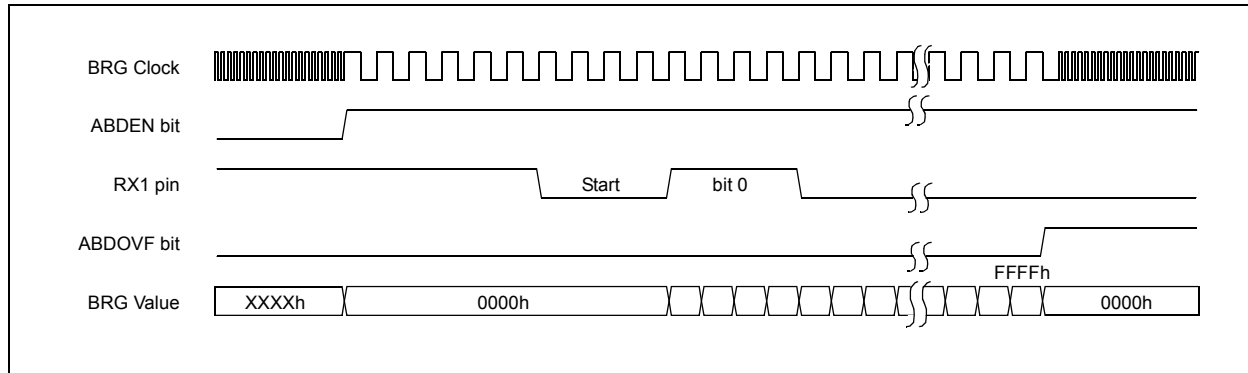 BRG Clock
ABDEN bit
RX1 pin
Start
bit 0
ABDOVF bit
FFFFh
BRG Value
XXXXh
0000h
0000h